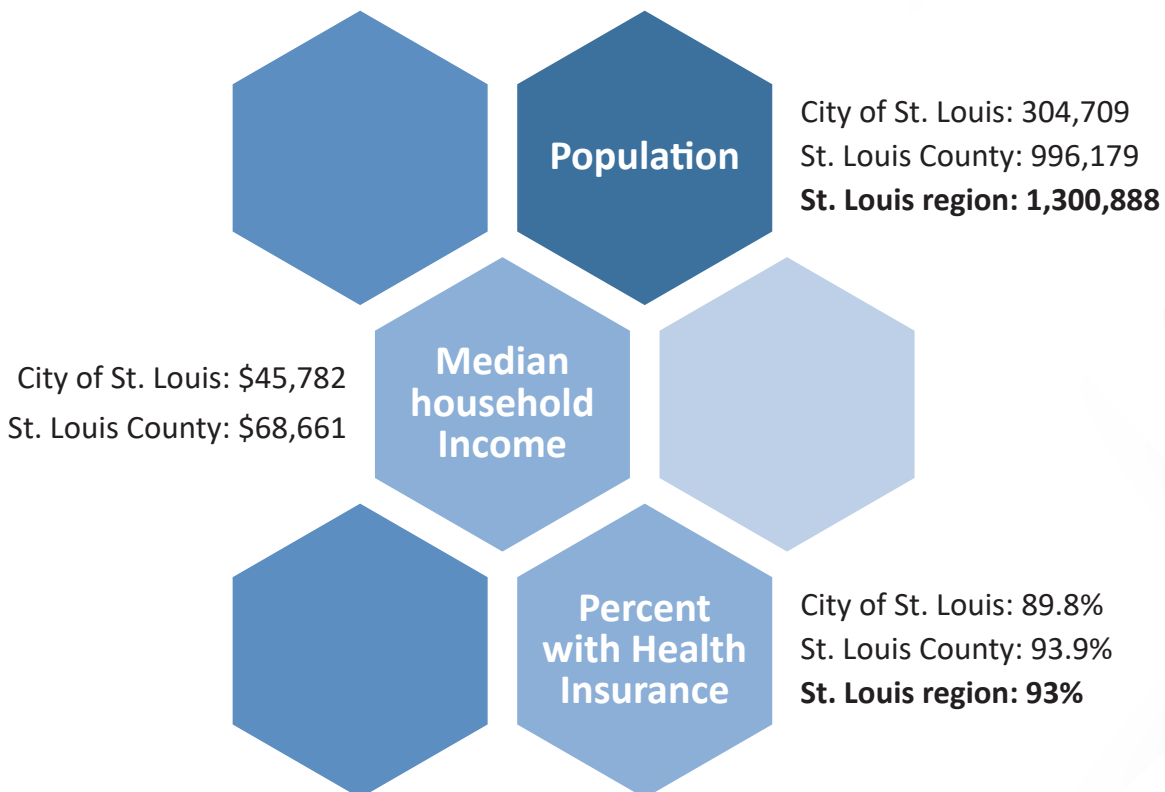 Population
City of St. Louis: 304,709
St. Louis County: 996,179
St. Louis region: 1,300,888
City of St. Louis: $45,782
St. Louis County: $68,661
Median
household
Income
Percent
with Health
Insurance
City of St. Louis: 89.8%
St. Louis County: 93.9%
St. Louis region: 93%